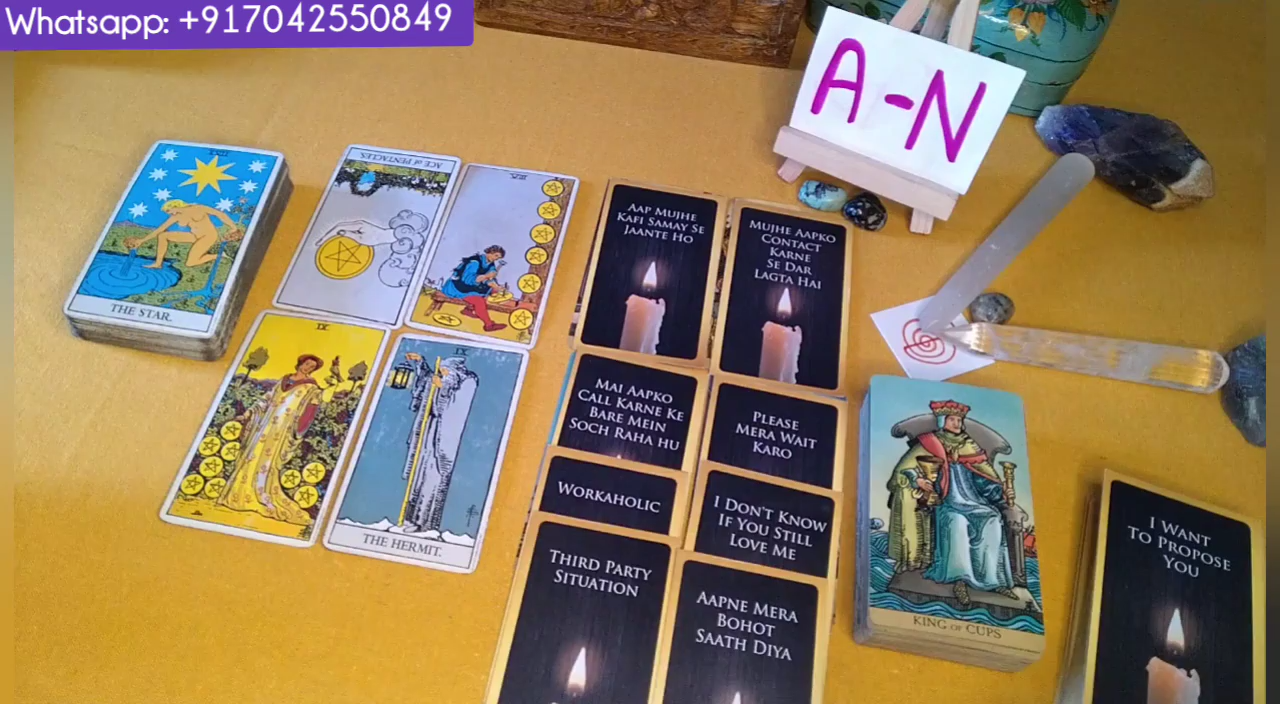 Whatsapp: +917042550849
A-N
THE STAR.
ACE of PENTACLES
VIII
IX
IX
THE HERMIT.
AAP MUJHE
KAFI SAMAY SE
JAANTE HO
MUJHE AAPKO
CONTACT
KARNE
SE DAR
LAGTA HAI
MAI AAPKO
CALL KARNE KE
BARE MEIN
SOCH RAHA HU
PLEASE
MERA WAIT
KARO
WORKAHOLIC
I DON'T KNOW
IF YOU STILL
LOVE ME
THIRD PARTY
SITUATION
AAPNE MERA
BOHOT
SAATH DIYA
KING OF CUPS
I WANT
TO PROPOSE
YOU